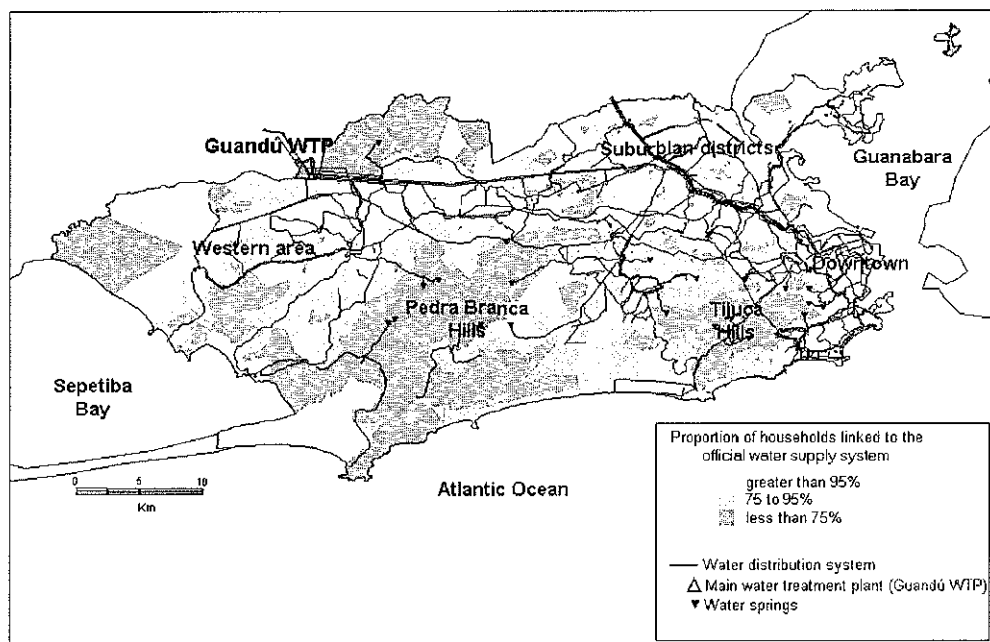 Guandú WTP
Suburbian districts
Guanabara
Bay
Western area
Downtown
Pedra Branca
Hills
Tijuca
Hills
Sepetiba
Bay
Atlantic Ocean
0 5 10
Km
Proportion of households linked to the
official water supply system
greater than 95%
75 to 95%
less than 75%
Water distribution system
Main water treatment plant (Guandú WTP)
Water springs